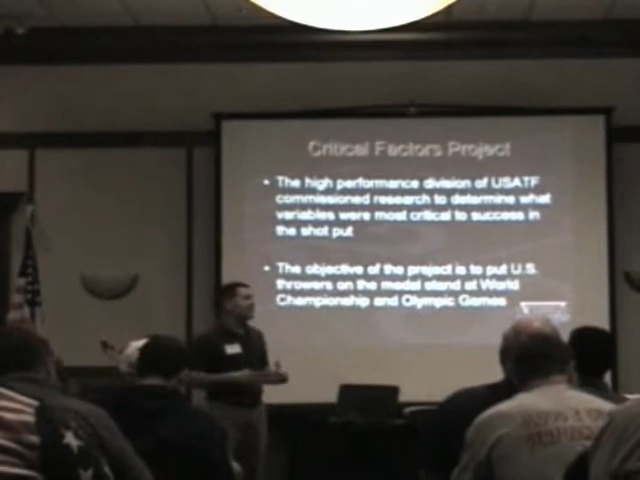 Critical Factors Project
• The high performance division of USATF
commissioned research to determine what
variables were most critical to success in
the shot put
• The objective of the project is to put U.S.
throwers on the medal stand at World
Championship and Olympic Games